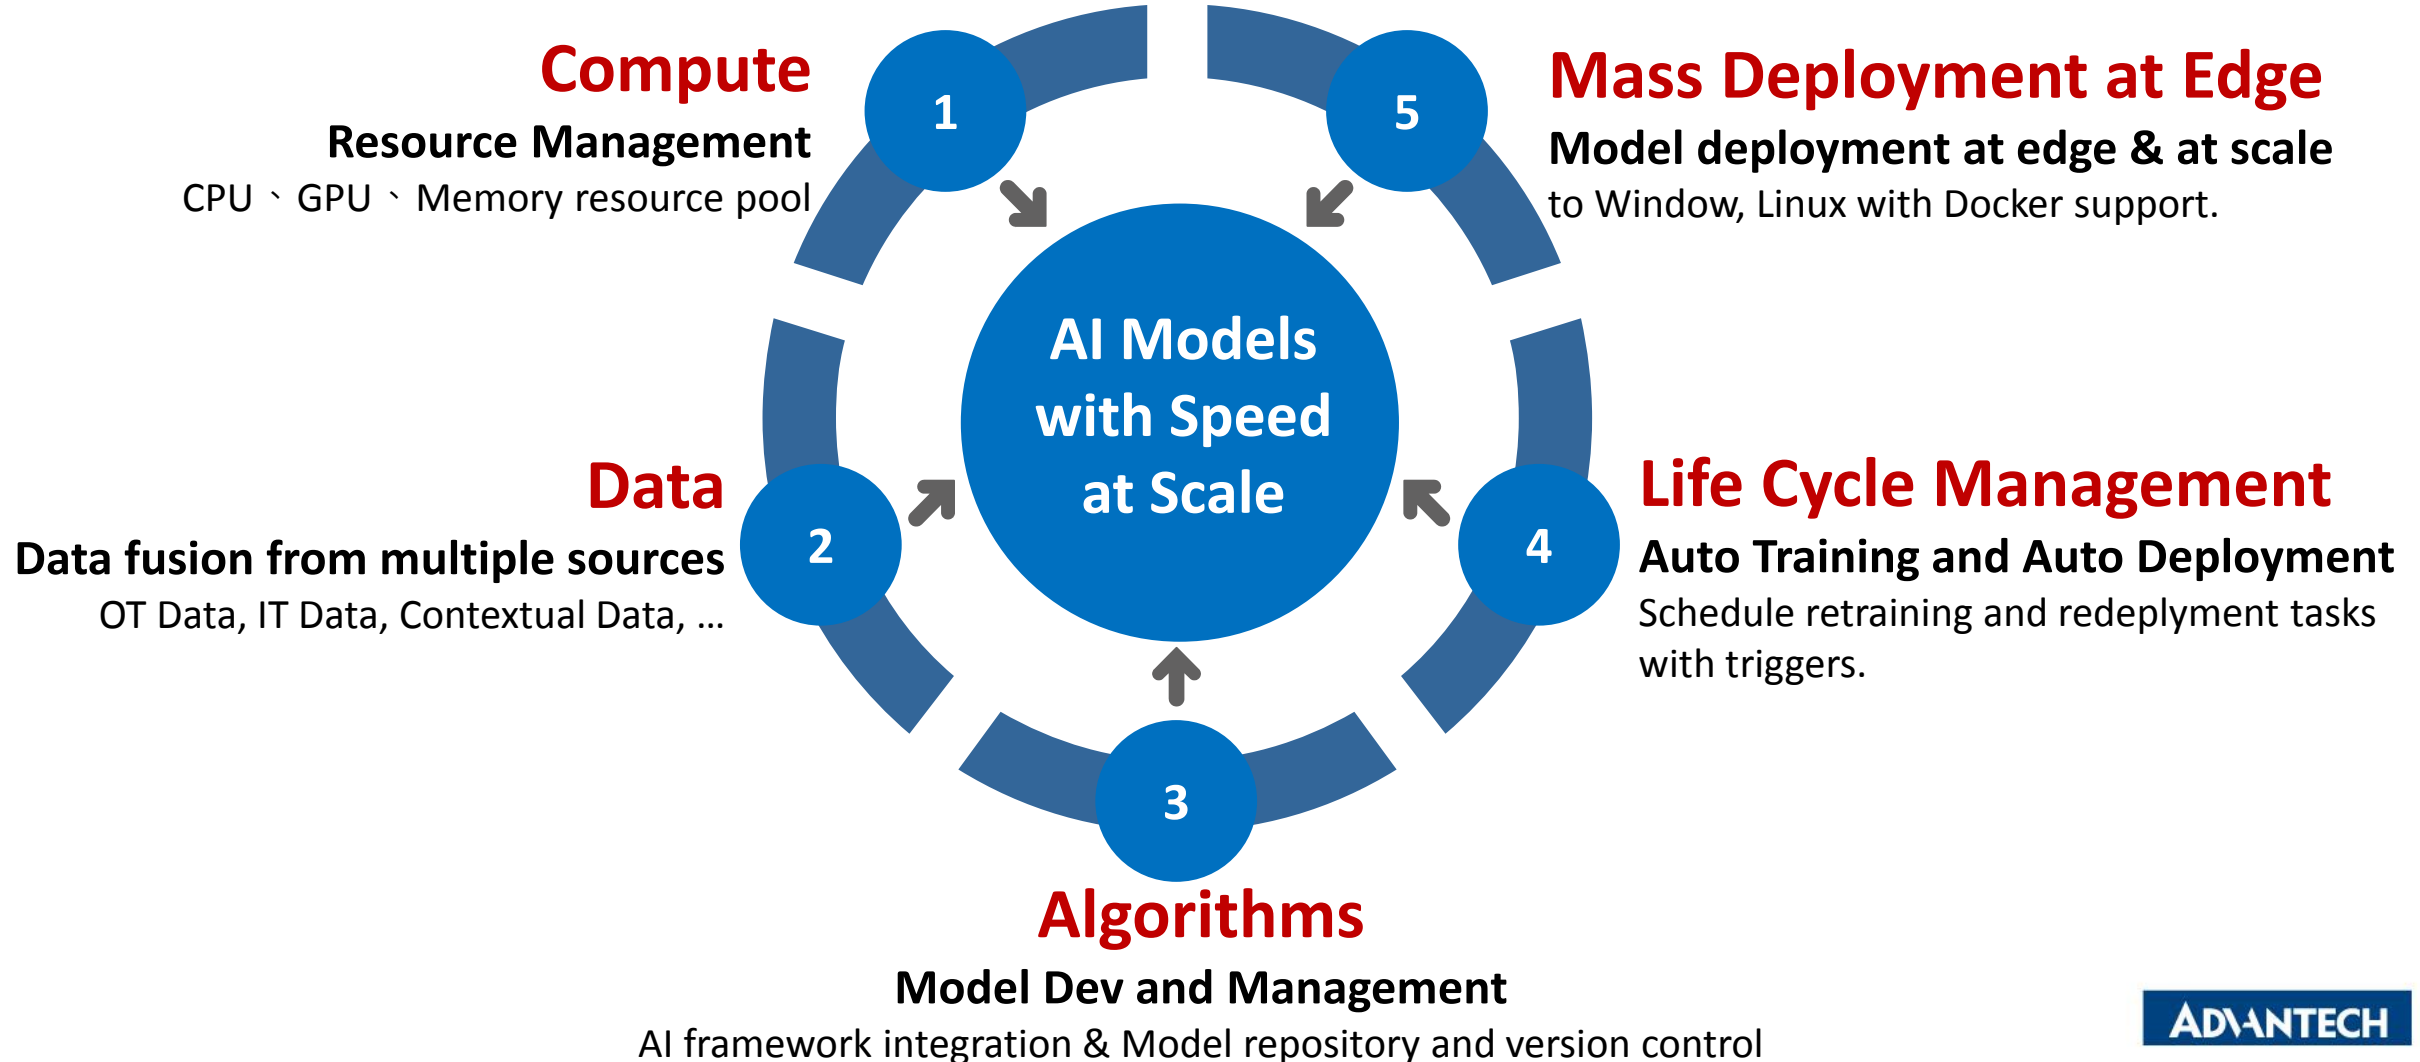 Compute
Resource Management
CPU、GPU、Memory resource pool
1
5
Mass Deployment at Edge
Model deployment at edge & at scale
to Window, Linux with Docker support.
AI Models
with Speed
at Scale
Data
Data fusion from multiple sources
OT Data, IT Data, Contextual Data, ...
2
4
Life Cycle Management
Auto Training and Auto Deployment
Schedule retraining and redeplyment tasks
with triggers.
3
Algorithms
Model Dev and Management
AI framework integration & Model repository and version control
ADVANTECH